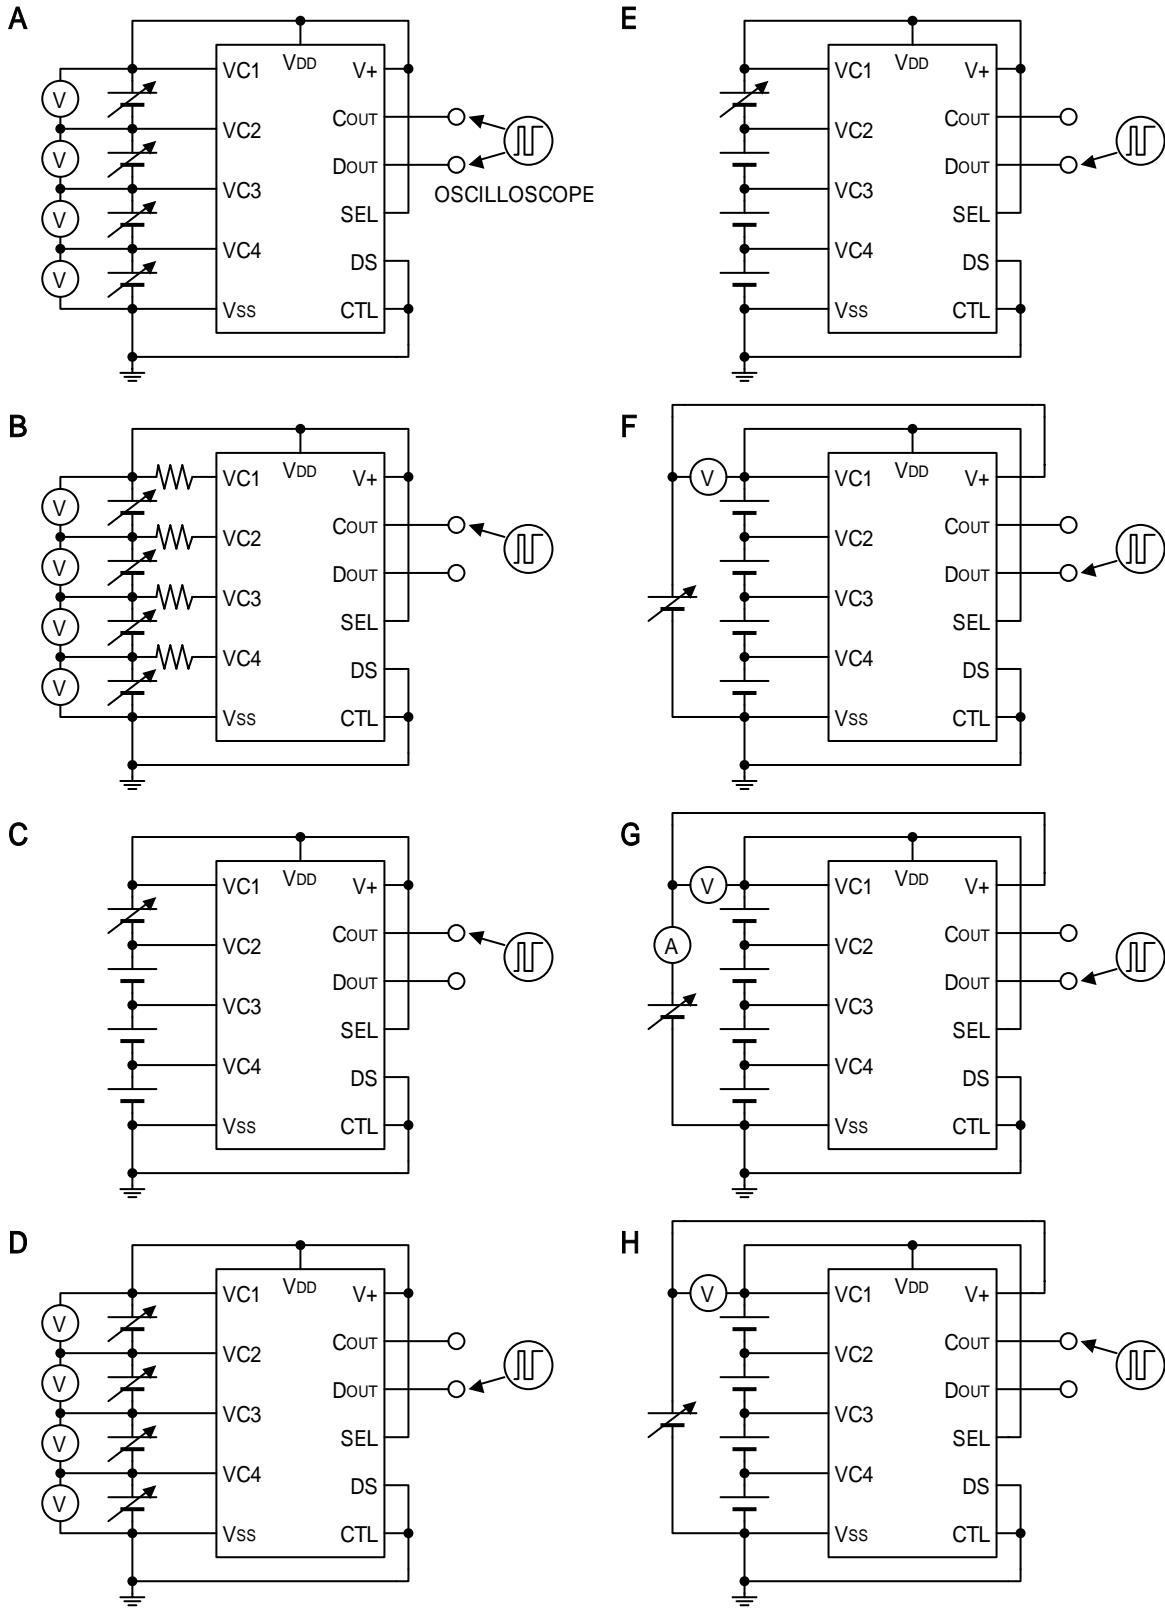 A
VDD
VC1
V+
V
COUT
VC2
V
DOUT
OSCILLOSCOPE
VC3
SEL
V
VC4
DS
V
VSS
CTL
B
VDD
VC1
V+
V
COUT
VC2
V
DOUT
VC3
SEL
V
VC4
DS
V
VSS
CTL
C
VDD
VC1
V+
COUT
VC2
DOUT
VC3
SEL
VC4
DS
VSS
CTL
D
VDD
VC1
V+
V
COUT
VC2
V
DOUT
VC3
SEL
V
VC4
DS
V
VSS
CTL
E
VDD
VC1
V+
COUT
VC2
DOUT
VC3
SEL
VC4
DS
VSS
CTL
F
VDD
V
VC1
V+
COUT
VC2
DOUT
VC3
SEL
VC4
DS
VSS
CTL
G
VDD
V
VC1
V+
COUT
A
VC2
DOUT
VC3
SEL
VC4
DS
VSS
CTL
H
VDD
V
VC1
V+
COUT
VC2
DOUT
VC3
SEL
VC4
DS
VSS
CTL